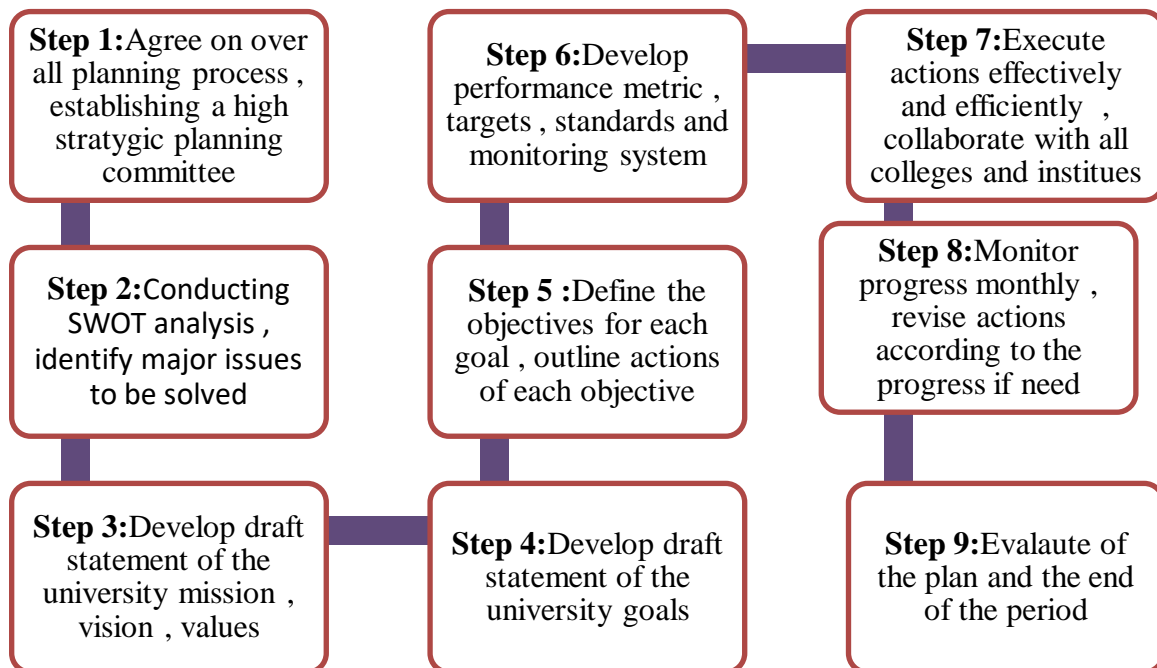 Step 1:Agree on over
all planning process ,
establishing a high
stratygic planning
committee
Step 2:Conducting
SWOT analysis ,
identify major issues
to be solved
Step 3:Develop draft
statement of the
university mission ,
vision , values
Step 4:Develop draft
statement of the
university goals
Step 5 :Define the
objectives for each
goal , outline actions
of each objective
Step 6:Develop
performance metric ,
targets , standards and
monitoring system
Step 7:Execute
actions effectively
and efficiently ,
collaborate with all
colleges and institues
Step 8:Monitor
progress monthly ,
revise actions
according to the
progress if need
Step 9:Evalaute of
the plan and the end
of the period